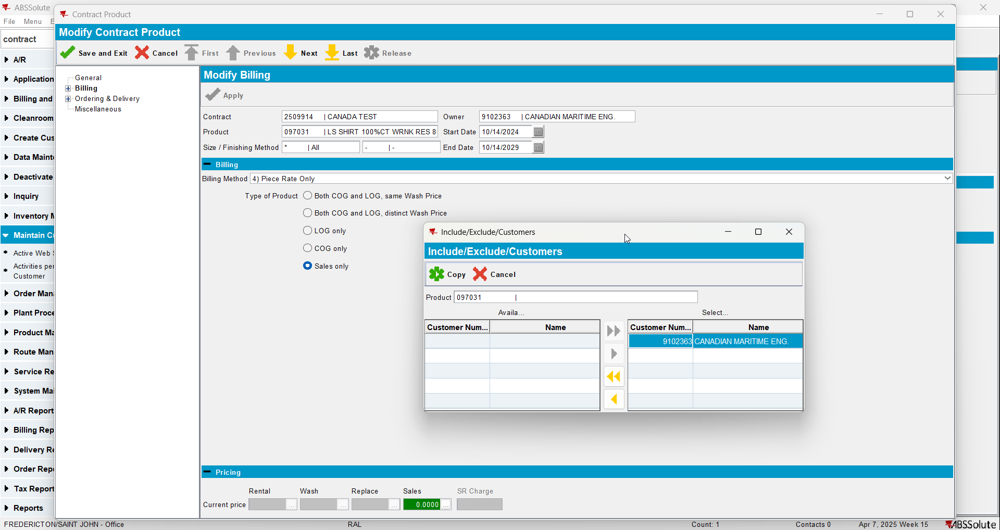 ABSSolute
Contract Product
File Menu
Modify Contract Product
contract
Save and Exit Cancel First Previous Next Last Release
A/R
Application
Billing and
Cleanroom
Create Cus
Data Mainte
Deactivate
Inquiry
Inventory M
Maintain Cu
Active Web
Activities per
Customer
Order Mana
Plant Proce
Product Ma
Route Man
Service Re
System Mai
A/R Report
Billing Rep
Delivery Re
Order Repo
Tax Report
Reports
General
Billing
Ordering & Delivery
Miscellaneous
Modify Billing
Apply
Contract 2509914 | CANADA TEST Owner 9102363 | CANADIAN MARITIME ENG.
Product 097031 | LS SHIRT 100%CT WRNK RES 8 Start Date 10/14/2024
Size / Finishing Method * | All - | - End Date 10/14/2029
Billing
Billing Method 4) Piece Rate Only
Type of Product Both COG and LOG, same Wash Price
Both COG and LOG, distinct Wash Price
LOG only
COG only
Sales only
Include/Exclude/Customers
Include/Exclude/Customers
Copy Cancel
Product 097031 |
Availa... Select...
Customer Num... Name Customer Num... Name
9102363 CANADIAN MARITIME ENG.
Pricing
Rental Wash Replace Sales SR Charge
Current price ... ... ... 0.0000 ...
FREDERICTON/SAINT JOHN - Office RAL Count: 1 Contacts 0 Apr 7, 2025 Week 15 ABSSolute